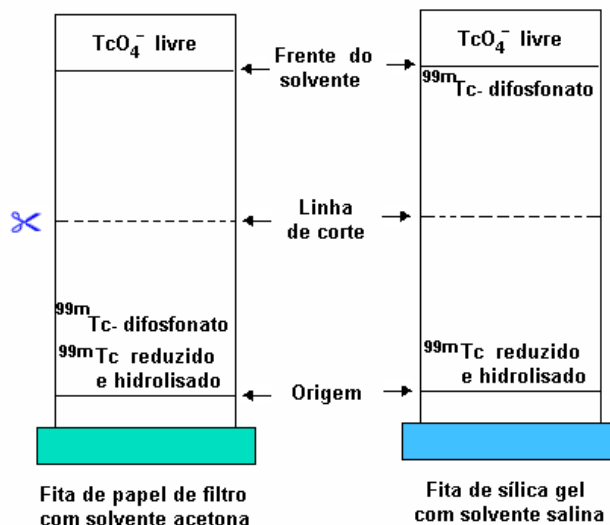 TcO₄⁻ livre
Frente do
solvente
TcO₄⁻ livre
⁹⁹ᵐTc- difosfonato
Linha
de corte
⁹⁹ᵐTc- difosfonato
⁹⁹ᵐTc reduzido
e hidrolisado
Origem
⁹⁹ᵐTc reduzido
e hidrolisado
Fita de papel de filtro
com solvente acetona
Fita de sílica gel
com solvente salina